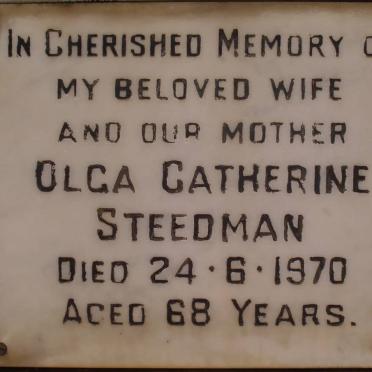 IN CHERISHED MEMORY O
MY BELOVED WIFE
AND OUR MOTHER
OLGA CATHERINE
STEEDMAN
DIED 24·6·1970
AGED 68 YEARS.